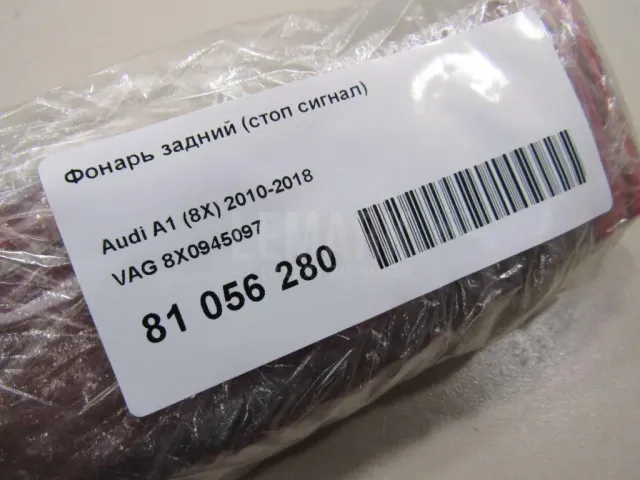 Фонарь задний (стоп сигнал)
Audi A1 (8X) 2010-2018
VAG 8X0945097
81 056 280